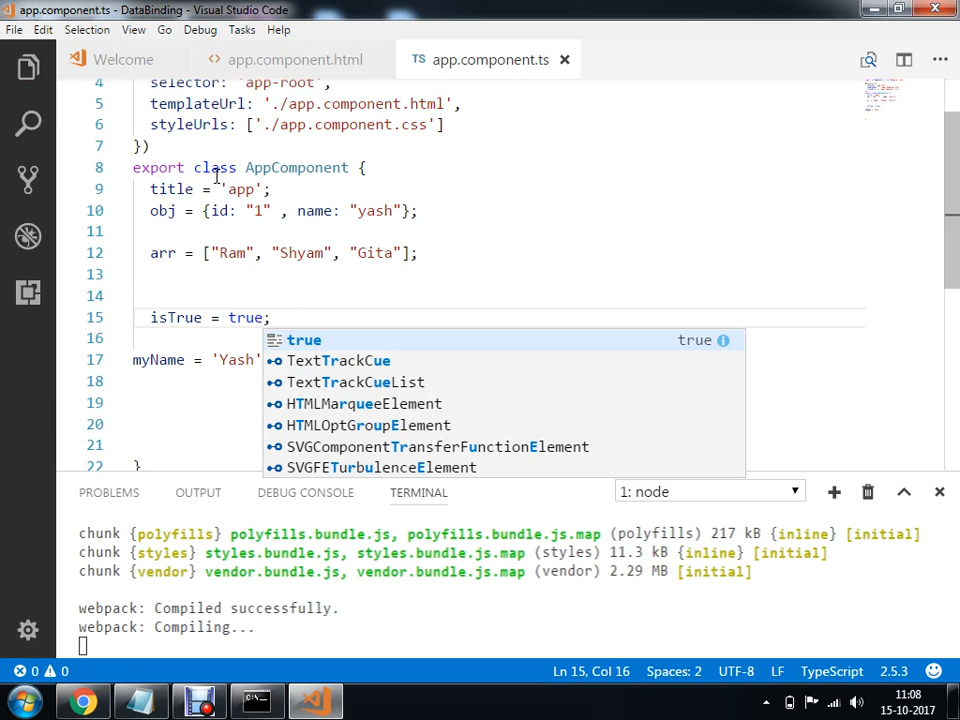 app.component.ts - DataBinding - Visual Studio Code
File Edit Selection View Go Debug Tasks Help
Welcome <> app.component.html TS app.component.ts ×
4 selector: 'app-root',
5 templateUrl: './app.component.html',
6 styleUrls: ['./app.component.css']
7 })
8 export class AppComponent {
9 title = 'app';
10 obj = {id: "1" , name: "yash"};
11
12 arr = ["Ram", "Shyam", "Gita"];
13
14
15 isTrue = true;
16 true true
17 myName = 'Yash'
TextTrackCue
18 TextTrackCueList
19 HTMLMarqueeElement
20 HTMLOptGroupElement
21 SVGComponentTransferFunctionElement
22 } SVGFETurbulenceElement
PROBLEMS OUTPUT DEBUG CONSOLE TERMINAL 1: node
chunk {polyfills} polyfills.bundle.js, polyfills.bundle.js.map (polyfills) 217 kB {inline} [initial]
chunk {styles} styles.bundle.js, styles.bundle.js.map (styles) 11.3 kB {inline} [initial]
chunk {vendor} vendor.bundle.js, vendor.bundle.js.map (vendor) 2.29 MB [initial]
webpack: Compiled successfully.
webpack: Compiling...
0 0 Ln 15, Col 16 Spaces: 2 UTF-8 LF TypeScript 2.5.3
11:08
15-10-2017